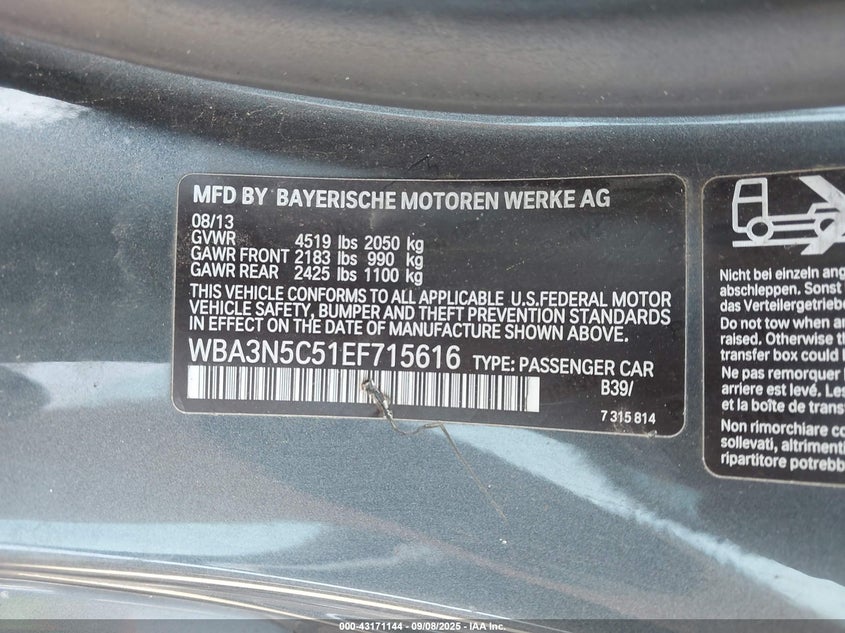 MFD BY BAYERISCHE MOTOREN WERKE AG
08/13
GVWR 4519 lbs 2050 kg
GAWR FRONT 2183 lbs 990 kg
GAWR REAR 2425 lbs 1100 kg
THIS VEHICLE CONFORMS TO ALL APPLICABLE U.S.FEDERAL MOTOR
VEHICLE SAFETY, BUMPER AND THEFT PREVENTION STANDARDS
IN EFFECT ON THE DATE OF MANUFACTURE SHOWN ABOVE.
WBA3N5C51EF715616 TYPE: PASSENGER CAR
B39/
7 315 814
Nicht bei einzeln ang
abschleppen. Sonst
das Verteilergetriebe
Do not tow when an
raised. Otherwise th
transfer box could
Ne pas remorquer
arriere est levé. Les
et la boîte de trans
Non rimorchiare co
sollevati, altriment
ripartitore potrebb
000-43171144 | 09/08/2025 - IAA Inc.